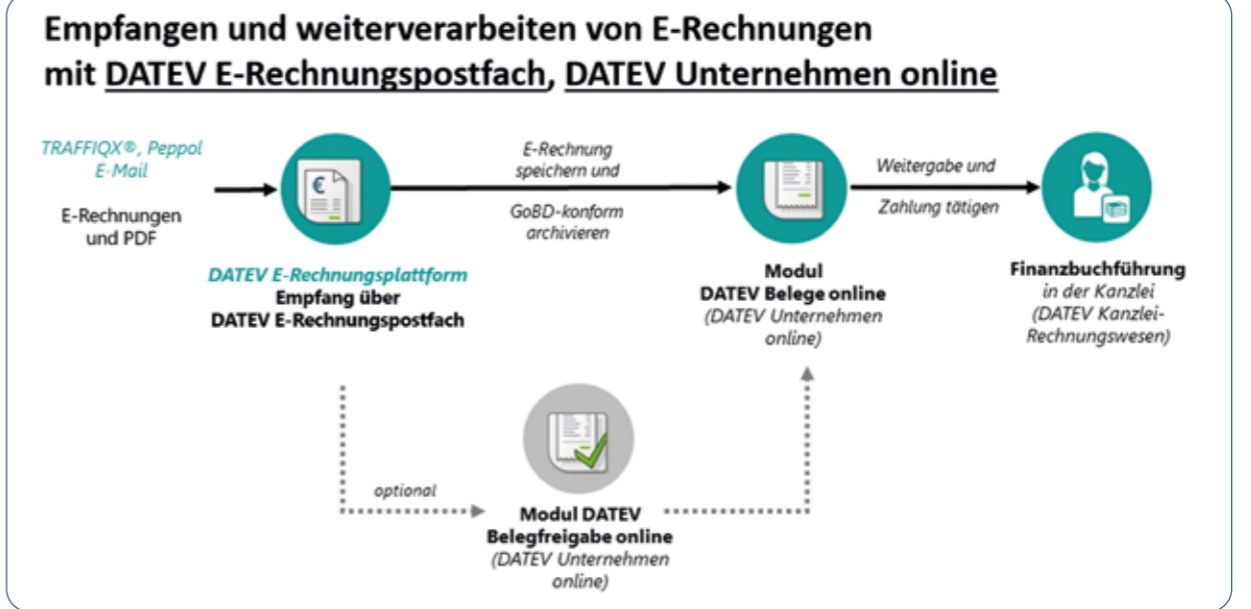 Empfangen und weiterverarbeiten von E-Rechnungen
mit DATEV E-Rechnungspostfach, DATEV Unternehmen online
TRAFFIQX®, Peppol
E-Mail
E-Rechnungen
und PDF
€
DATEV E-Rechnungsplattform
Empfang über
DATEV E-Rechnungspostfach
E-Rechnung
speichern und
GoBD-konform
archivieren
Modul
DATEV Belege online
(DATEV Unternehmen
online)
Weitergabe und
Zahlung tätigen
Finanzbuchführung
in der Kanzlei
(DATEV Kanzlei-
Rechnungswesen)
optional
Modul DATEV
Belegfreigabe online
(DATEV Unternehmen
online)